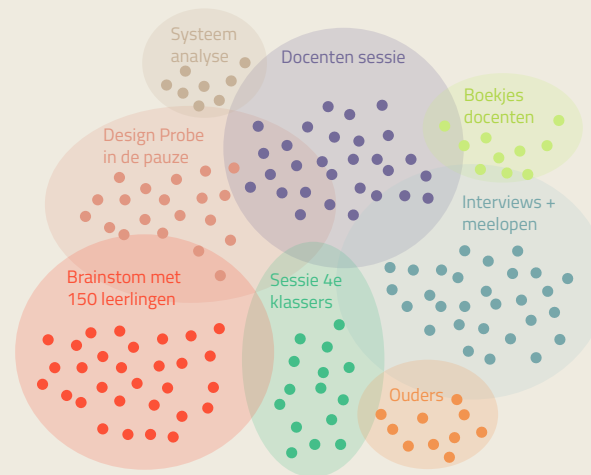 Systeem
analyse
Docenten sessie
Boekjes
docenten
Design Probe
in de pauze
Interviews +
meelopen
Brainstom met
150 leerlingen
Sessie 4e
klassers
Ouders